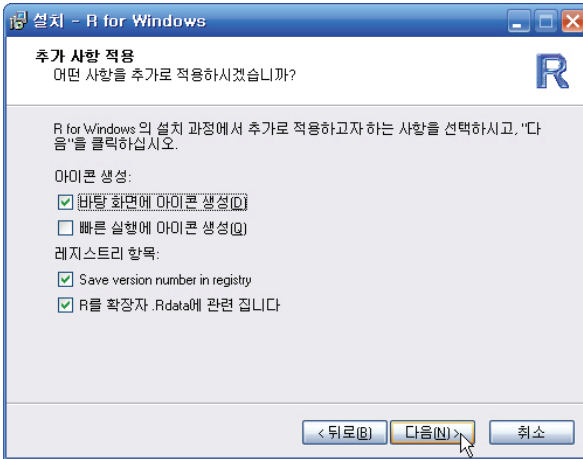 설치 - R for Windows
추가 사항 적용
어떤 사항을 추가로 적용하시겠습니까?
R
R for Windows 의 설치 과정에서 추가로 적용하고자 하는 사항을 선택하시고, "다
음"을 클릭하십시오.
아이콘 생성:
바탕 화면에 아이콘 생성(D)
빠른 실행에 아이콘 생성(Q)
레지스트리 항목:
Save version number in registry
R를 확장자 .Rdata에 관련 집니다
< 뒤로(B)
다음(N) >
취소